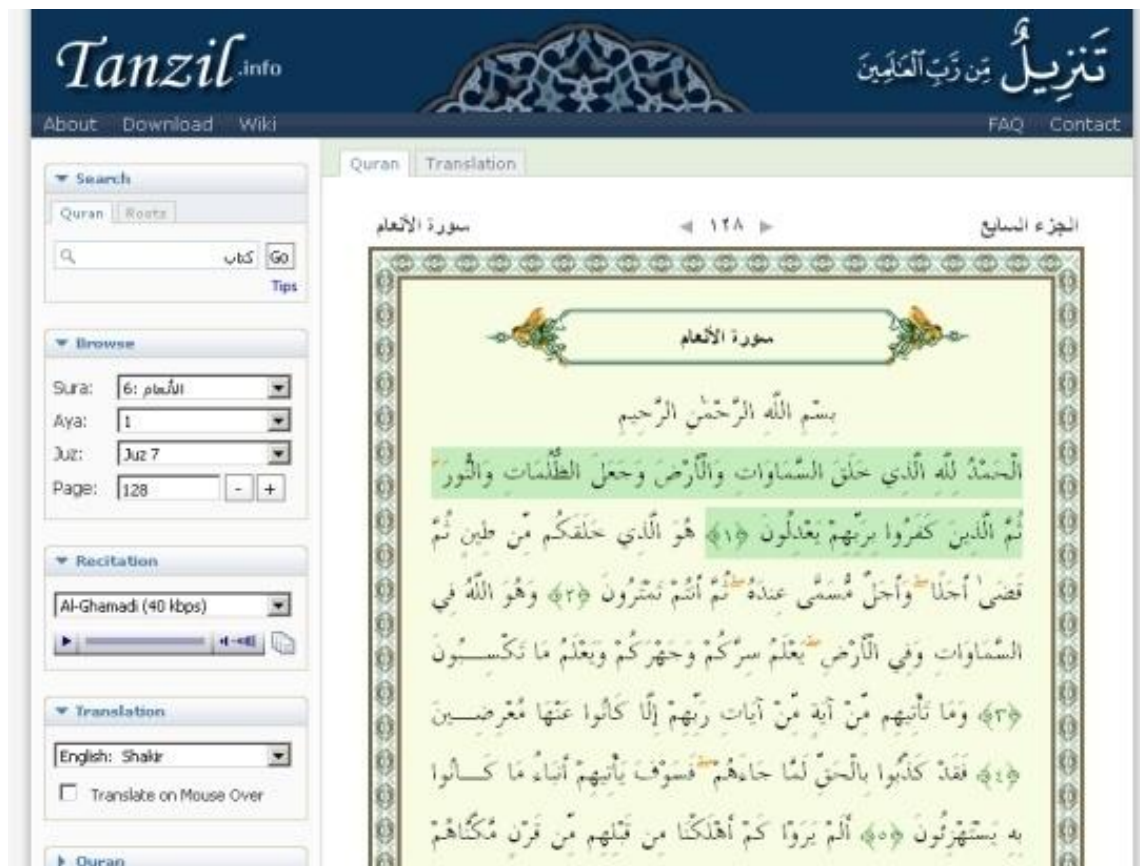 Tanzil.info
تَنزِيلٌ مِّن رَّبِّ ٱلْعَٰلَمِينَ
About Download Wiki
FAQ Contact
Search
Quran Roots
كتاب Go
Tips
Browse
Sura: 6: الأنعام
Aya: 1
Juz: Juz 7
Page: 128 - +
Recitation
Al-Ghamadi (40 kbps)
Translation
English: Shakir
Translate on Mouse Over
Quran
Quran Translation
الجزء السابع ١٢٨ سورة الأنعام
سورة الأنعام
بِسْمِ اللَّهِ الرَّحْمَٰنِ الرَّحِيمِ
الْحَمْدُ لِلَّهِ الَّذِي خَلَقَ السَّمَاوَاتِ وَالْأَرْضَ وَجَعَلَ الظُّلُمَاتِ وَالنُّورَ ۖ
ثُمَّ الَّذِينَ كَفَرُوا بِرَبِّهِمْ يَعْدِلُونَ ﴿١﴾ هُوَ الَّذِي خَلَقَكُم مِّن طِينٍ ثُمَّ
قَضَىٰ أَجَلًا ۖ وَأَجَلٌ مُّسَمًّى عِندَهُ ۖ ثُمَّ أَنتُمْ تَمْتَرُونَ ﴿٢﴾ وَهُوَ اللَّهُ فِي
السَّمَاوَاتِ وَفِي الْأَرْضِ ۖ يَعْلَمُ سِرَّكُمْ وَجَهْرَكُمْ وَيَعْلَمُ مَا تَكْسِبُونَ
﴿٣﴾ وَمَا تَأْتِيهِم مِّنْ آيَةٍ مِّنْ آيَاتِ رَبِّهِمْ إِلَّا كَانُوا عَنْهَا مُعْرِضِينَ
﴿٤﴾ فَقَدْ كَذَّبُوا بِالْحَقِّ لَمَّا جَاءَهُمْ ۖ فَسَوْفَ يَأْتِيهِمْ أَنبَاءُ مَا كَانُوا
بِهِ يَسْتَهْزِئُونَ ﴿٥﴾ أَلَمْ يَرَوْا كَمْ أَهْلَكْنَا مِن قَبْلِهِم مِّن قَرْنٍ مَّكَّنَّاهُمْ